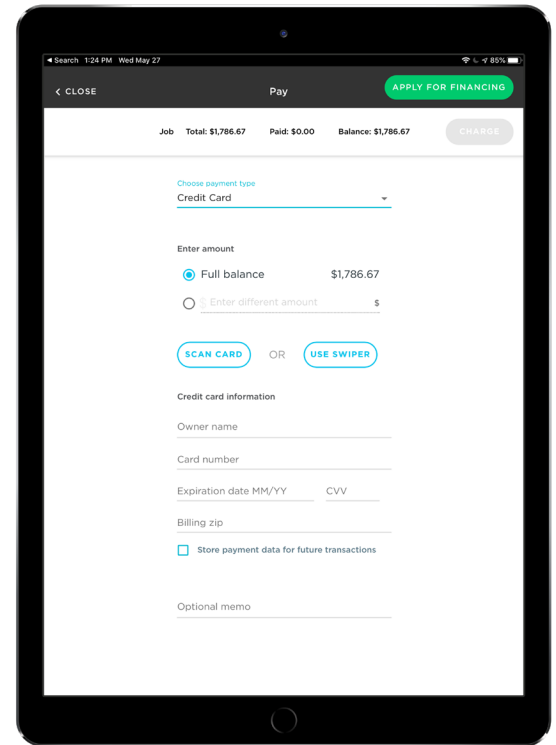 Search 1:24 PM Wed May 27 85%
CLOSE Pay APPLY FOR FINANCING
Job Total: $1,786.67 Paid: $0.00 Balance: $1,786.67 CHARGE
Choose payment type
Credit Card
Enter amount
Full balance $1,786.67
$ Enter different amount $
SCAN CARD OR USE SWIPER
Credit card information
Owner name
Card number
Expiration date MM/YY CVV
Billing zip
Store payment data for future transactions
Optional memo